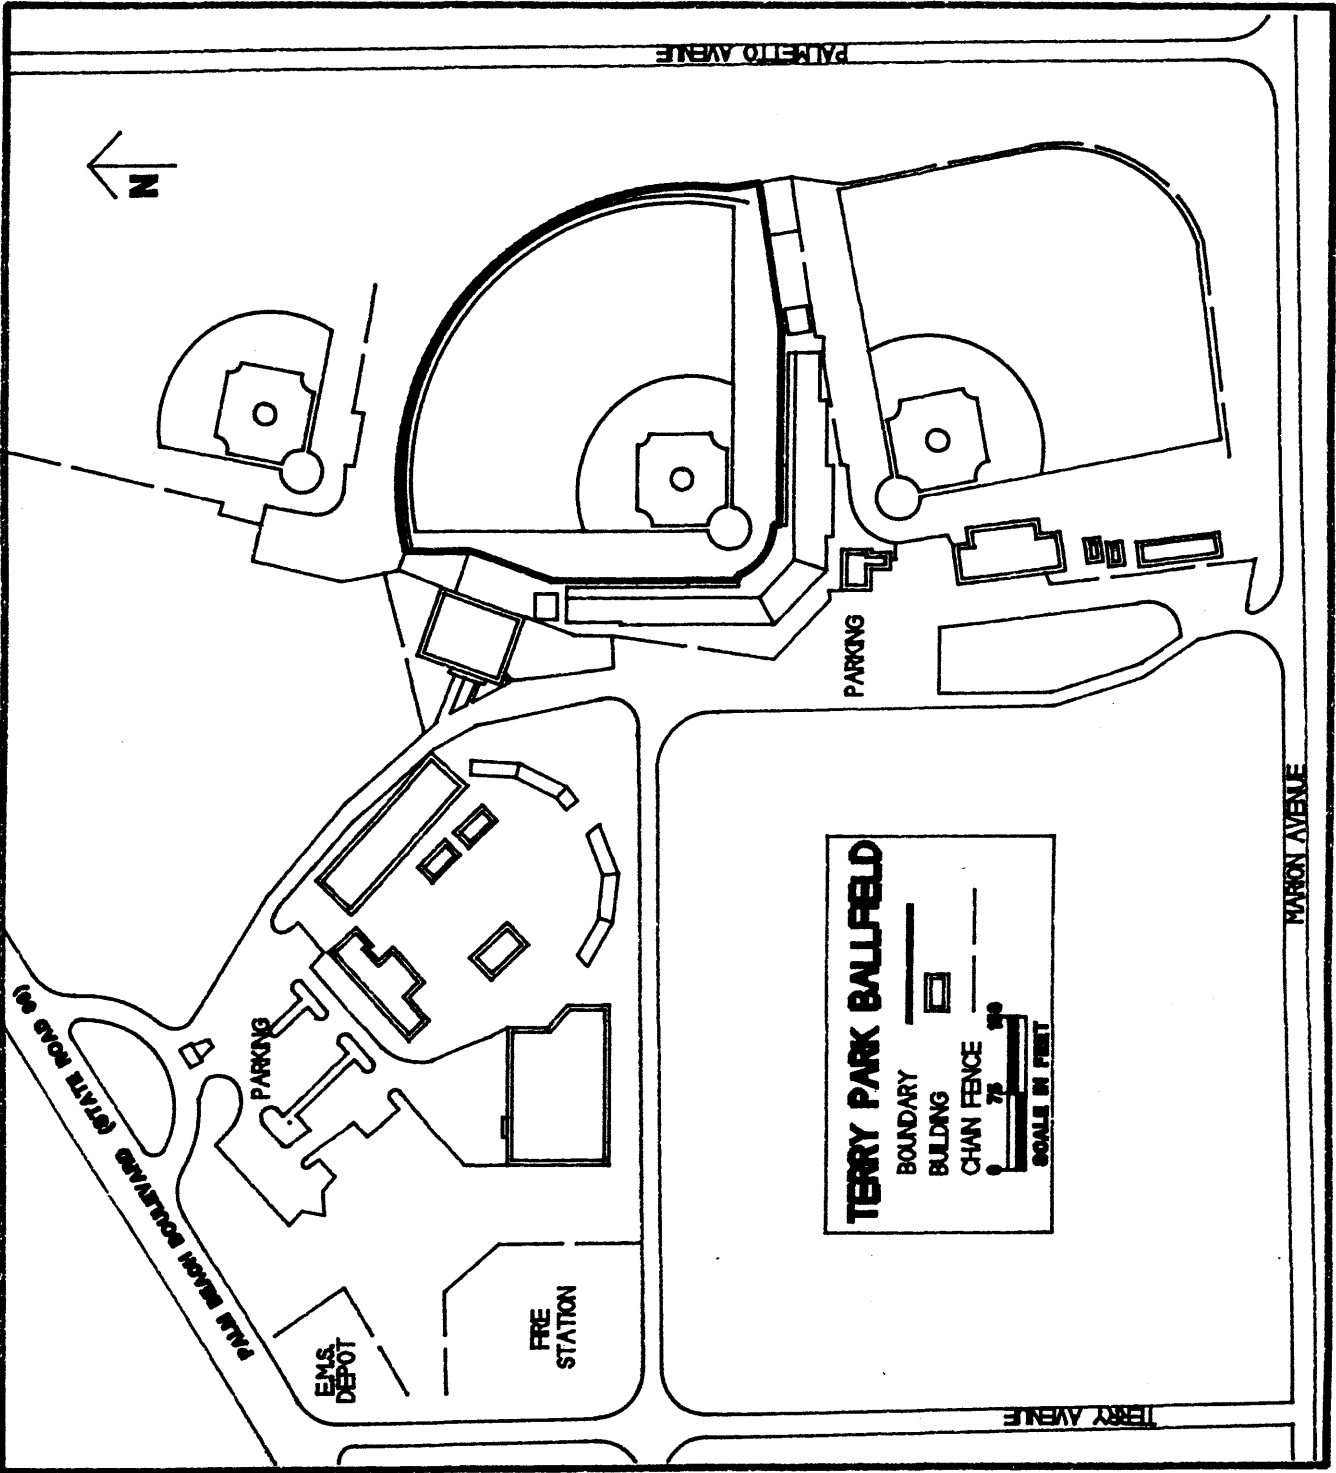 PALMETTO AVENUE
N
PARKING
MARION AVENUE
PALM BEACH BOULEVARD (STATE ROAD 80)
PARKING
TERRY PARK BALLFIELD
BOUNDARY
BUILDING
CHAIN FENCE
0 75 150
SCALE IN FEET
FIRE
STATION
E.M.S.
DEPOT
TERRY AVENUE